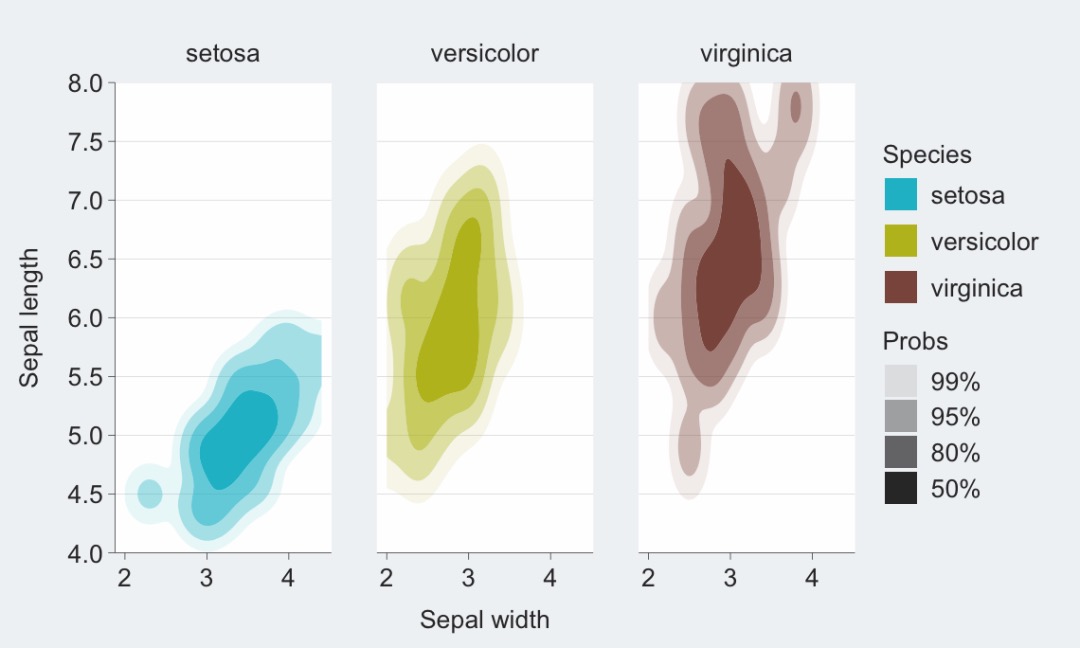 setosa
versicolor
virginica
8.0
7.5
7.0
6.5
6.0
5.5
5.0
4.5
4.0
Sepal length
2 3 4
2 3 4
2 3 4
Sepal width
Species
setosa
versicolor
virginica
Probs
99%
95%
80%
50%